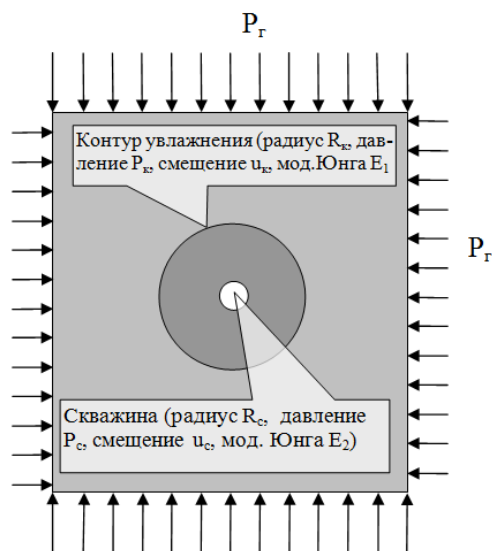 Pг
Контур увлажнения (радиус Rк, дав-
ление Pк, смещение uк, мод.Юнга E1
Pг
Скважина (радиус Rс, давление
Pс, смещение uс, мод. Юнга E2)